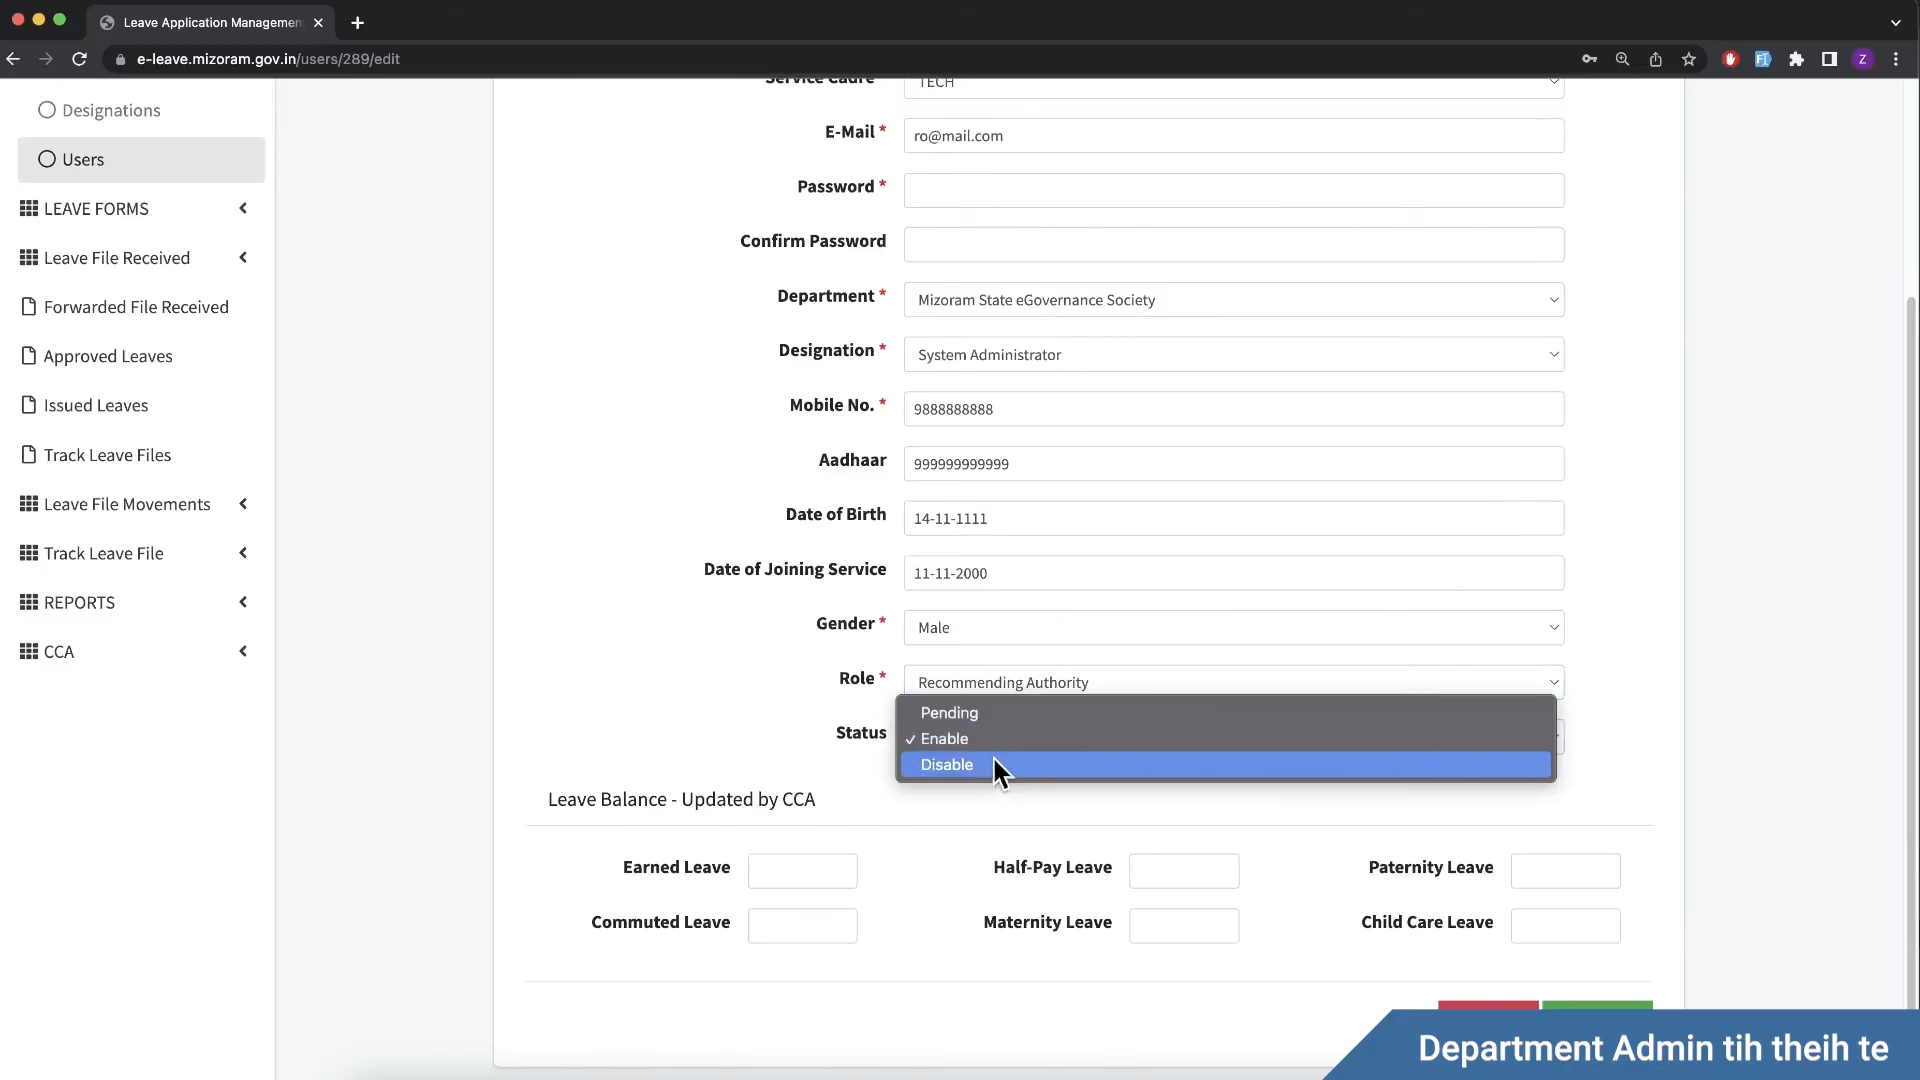 Leave Application Managemen
e-leave.mizoram.gov.in/users/289/edit
Z
Designations
Users
LEAVE FORMS
Leave File Received
Forwarded File Received
Approved Leaves
Issued Leaves
Track Leave Files
Leave File Movements
Track Leave File
REPORTS
CCA
Service Cadre TECH
E-Mail * ro@mail.com
Password *
Confirm Password
Department * Mizoram State eGovernance Society
Designation * System Administrator
Mobile No. * 9888888888
Aadhaar 999999999999
Date of Birth 14-11-1111
Date of Joining Service 11-11-2000
Gender * Male
Role * Recommending Authority
Status
Pending
✓ Enable
Disable
Leave Balance - Updated by CCA
Earned Leave Half-Pay Leave Paternity Leave
Commuted Leave Maternity Leave Child Care Leave
Department Admin tih theih te